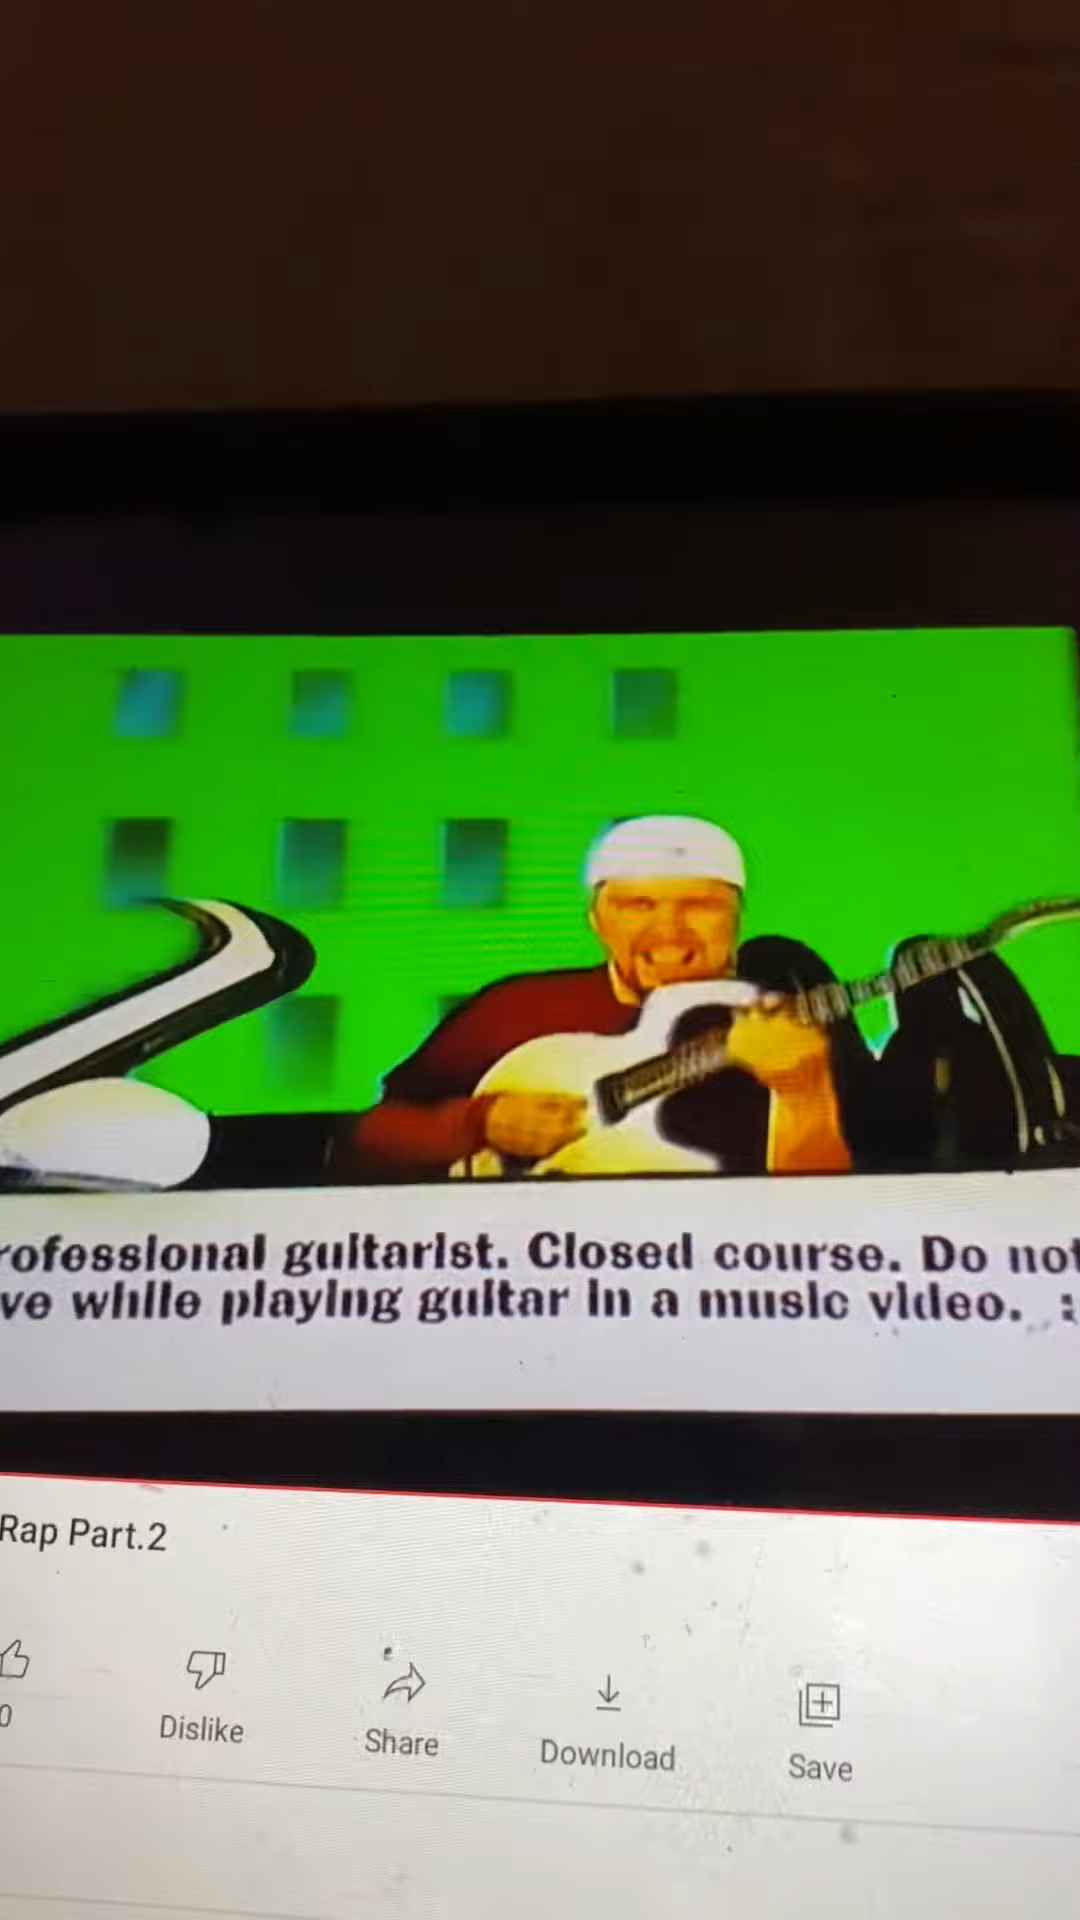 rofessional guitarist. Closed course. Do not
ve while playing guitar in a music video. :
Rap Part.2
0
Dislike
Share
Download
Save